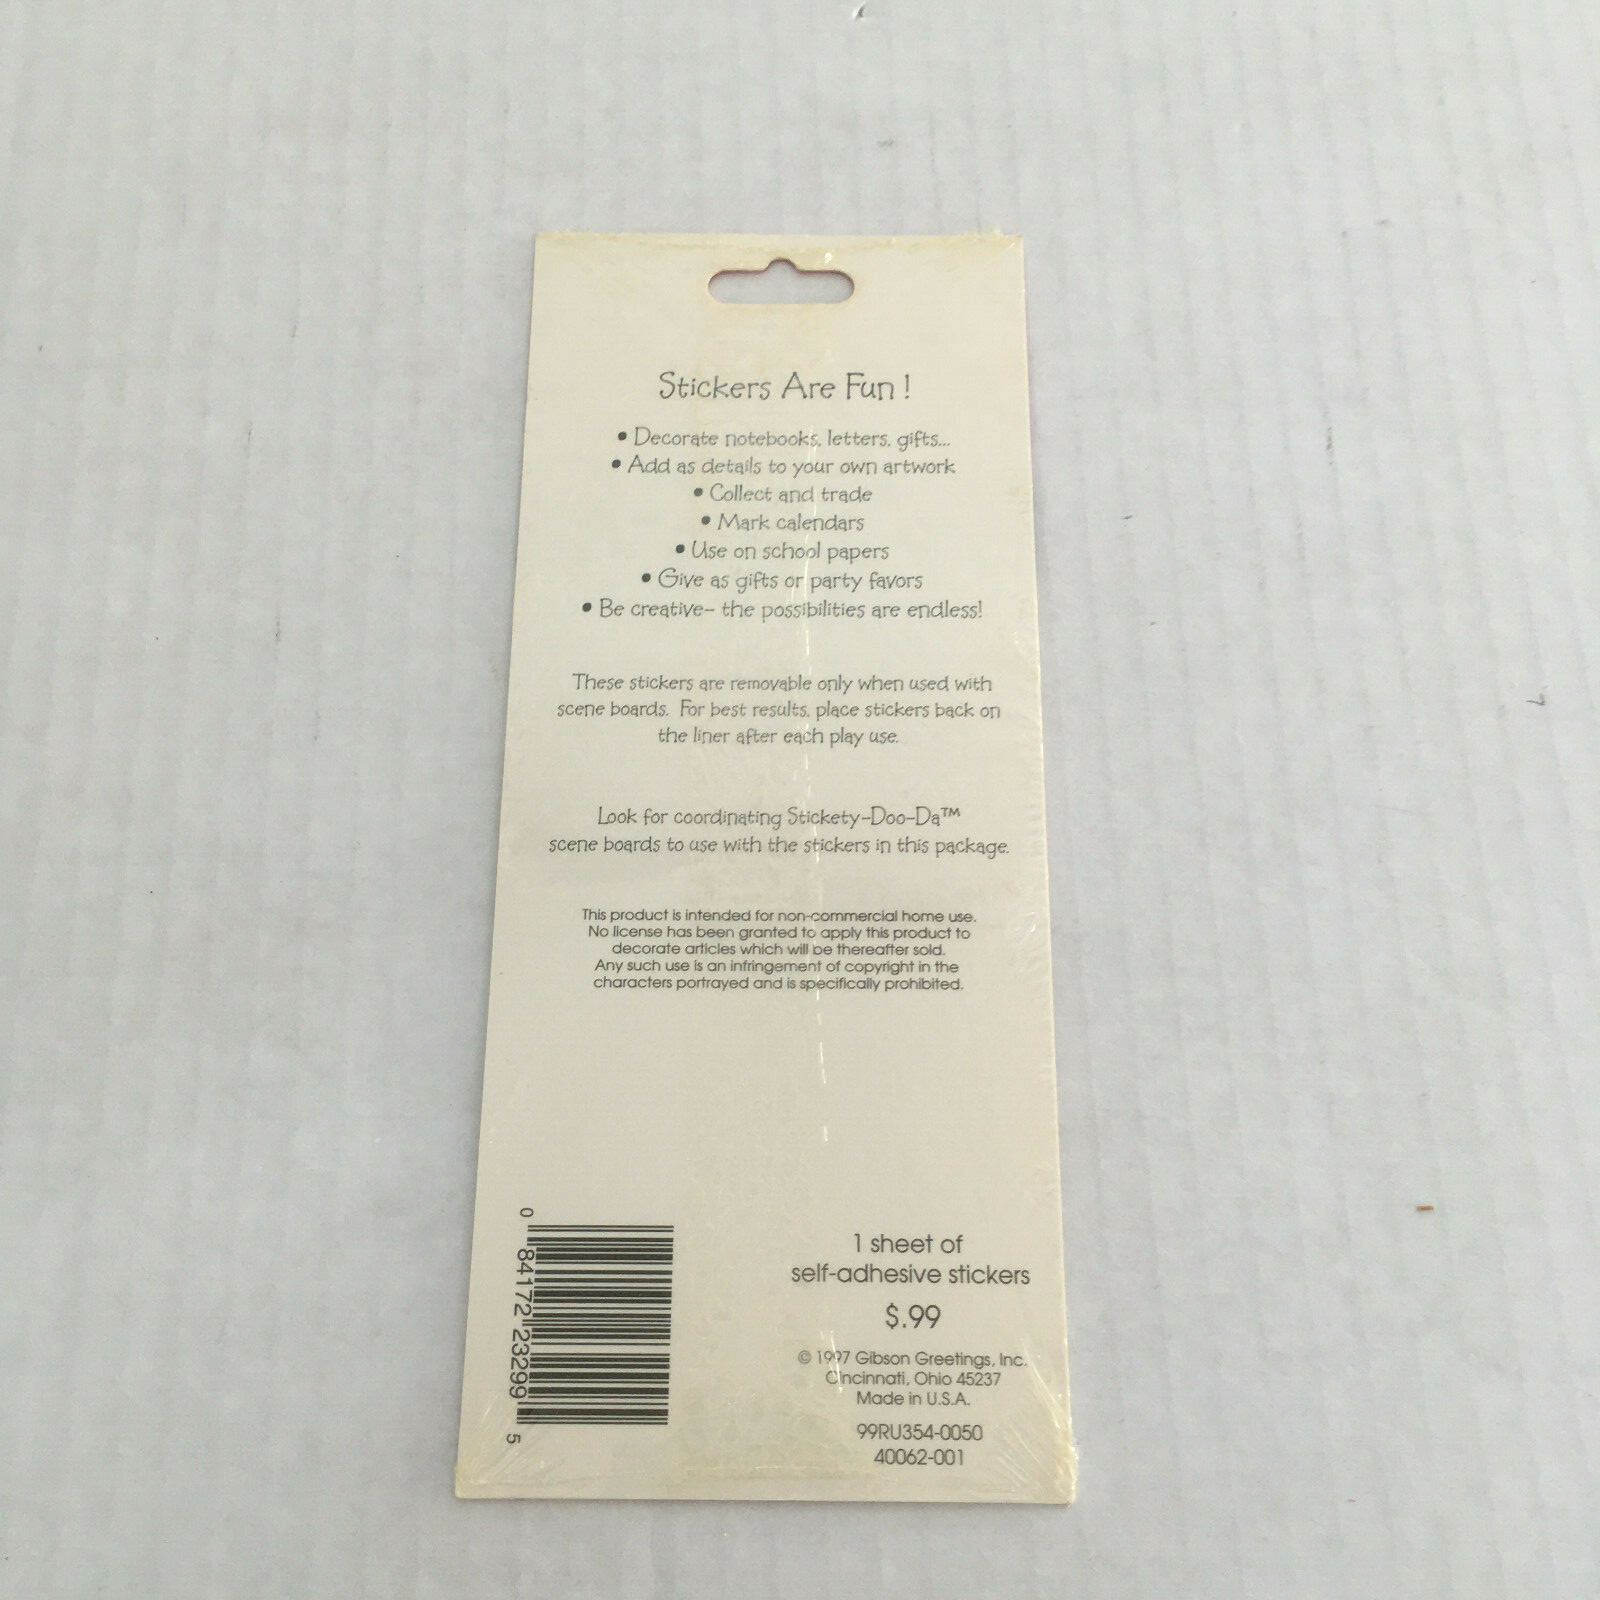 Stickers Are Fun !
• Decorate notebooks, letters, gifts...
• Add as details to your own artwork
• Collect and trade
• Mark calendars
• Use on school papers
• Give as gifts or party favors
• Be creative– the possibilities are endless!
These stickers are removable only when used with
scene boards. For best results, place stickers back on
the liner after each play use.
Look for coordinating Stickety–Doo–Da™
scene boards to use with the stickers in this package.
This product is intended for non-commercial home use.
No license has been granted to apply this product to
decorate articles which will be thereafter sold.
Any such use is an infringement of copyright in the
characters portrayed and is specifically prohibited.
0 84172 23299 5
1 sheet of
self-adhesive stickers
$.99
© 1997 Gibson Greetings, Inc.
Cincinnati, Ohio 45237
Made in U.S.A.
99RU354-0050
40062-001